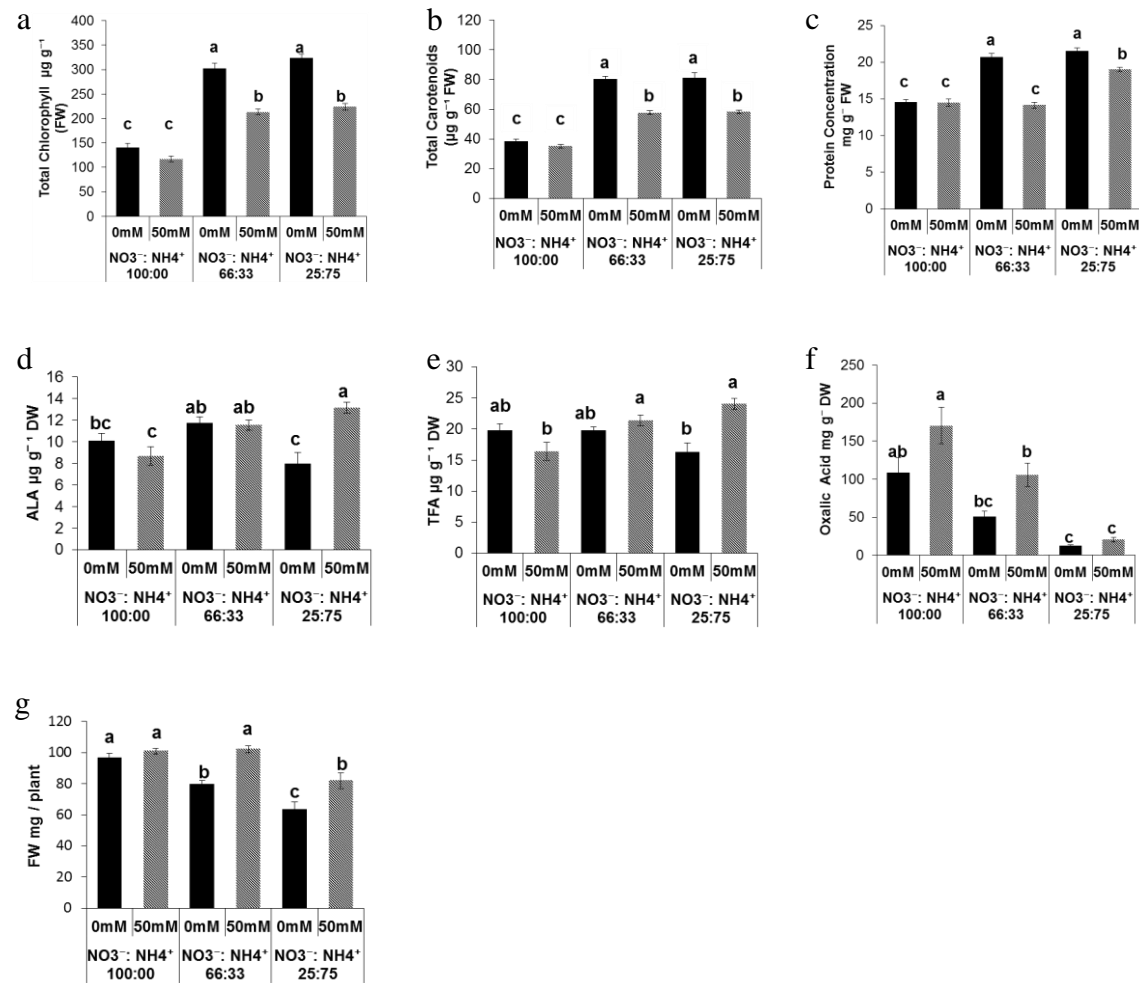 a
Total Chlorophyll µg g⁻¹
(FW)
400
350
300
250
200
150
100
50
0
c
c
a
b
a
b
0mM 50mM 0mM 50mM 0mM 50mM
NO3⁻: NH4⁺ NO3⁻: NH4⁺ NO3⁻: NH4⁺
100:00 66:33 25:75
b
Total Carotenoids
(µg g⁻¹ FW)
120
100
80
60
40
20
0
c
c
a
b
a
b
0mM 50mM 0mM 50mM 0mM 50mM
NO3⁻: NH4⁺ NO3⁻: NH4⁺ NO3⁻: NH4⁺
100:00 66:33 25:75
c
Protein Concentration
mg g⁻ FW
25
20
15
10
5
0
c
c
a
c
a
b
0mM 50mM 0mM 50mM 0mM 50mM
NO3⁻: NH4⁺ NO3⁻: NH4⁺ NO3⁻: NH4⁺
100:00 66:33 25:75
d
ALA µg g⁻¹ DW
16
14
12
10
8
6
4
2
0
bc
c
ab
ab
c
a
0mM 50mM 0mM 50mM 0mM 50mM
NO3⁻: NH4⁺ NO3⁻: NH4⁺ NO3⁻: NH4⁺
100:00 66:33 25:75
e
TFA µg g⁻¹ DW
30
25
20
15
10
5
0
ab
b
ab
a
b
a
0mM 50mM 0mM 50mM 0mM 50mM
NO3⁻: NH4⁺ NO3⁻: NH4⁺ NO3⁻: NH4⁺
100:00 66:33 25:75
f
Oxalic Acid mg g⁻ DW
250
200
150
100
50
0
ab
a
bc
b
c
c
0mM 50mM 0mM 50mM 0mM 50mM
NO3⁻: NH4⁺ NO3⁻: NH4⁺ NO3⁻: NH4⁺
100:00 66:33 25:75
g
FW mg / plant
120
100
80
60
40
20
0
a
a
b
a
c
b
0mM 50mM 0mM 50mM 0mM 50mM
NO3⁻: NH4⁺ NO3⁻: NH4⁺ NO3⁻: NH4⁺
100:00 66:33 25:75